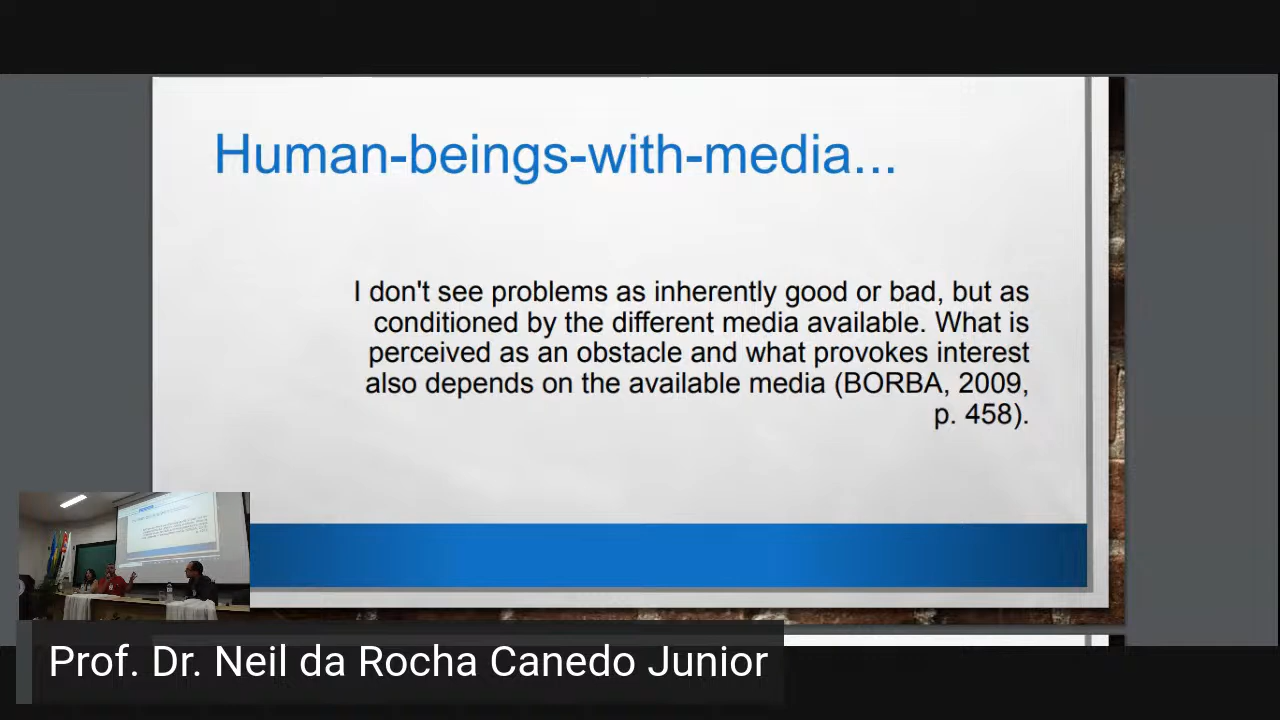 Human-beings-with-media...
I don't see problems as inherently good or bad, but as
conditioned by the different media available. What is
perceived as an obstacle and what provokes interest
also depends on the available media (BORBA, 2009,
p. 458).
Prof. Dr. Neil da Rocha Canedo Junior